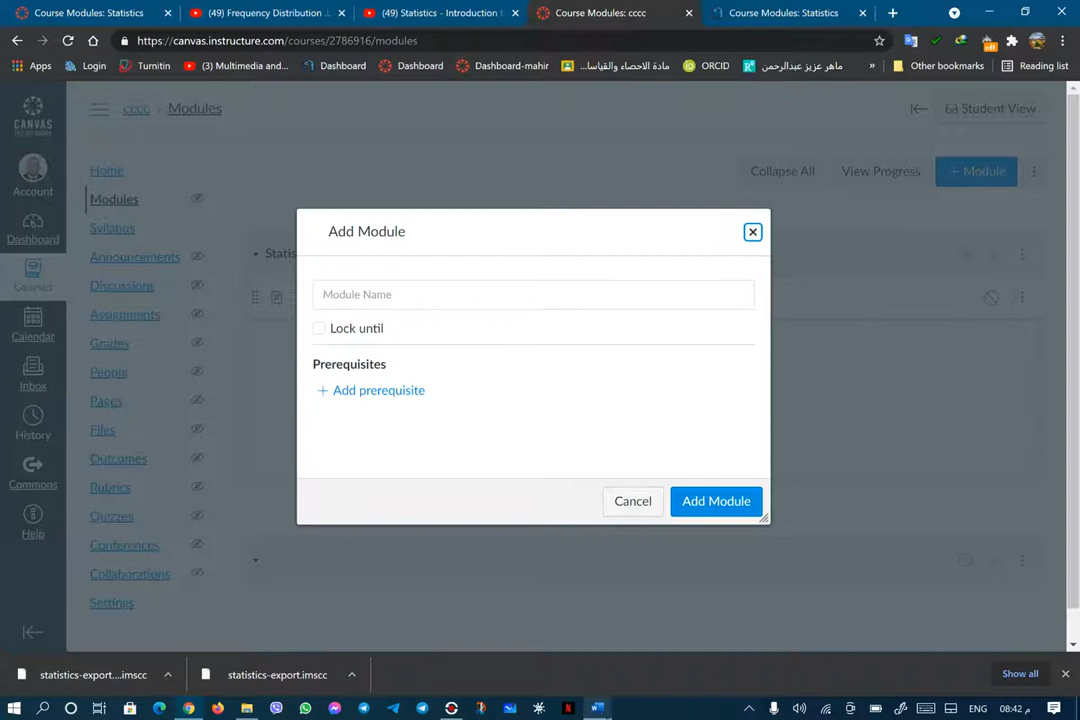 Course Modules: Statistics
(49) Frequency Distribution
(49) Statistics - Introduction
Course Modules: cccc
Course Modules: Statistics
https://canvas.instructure.com/courses/2786916/modules
Apps
Login
Turnitin
(3) Multimedia and...
Dashboard
Dashboard
Dashboard-mahir
مادة الاحصاء والقياسا...
ORCID
ماهر عزيز عبدالرحمن
»
Other bookmarks
Reading list
off
CANVAS
cccc
Modules
Student View
Account
Dashboard
Courses
Calendar
Inbox
History
Commons
Help
Home
Modules
Syllabus
Announcements
Discussions
Assignments
Grades
People
Pages
Files
Outcomes
Rubrics
Quizzes
Conferences
Collaborations
Settings
Collapse All
View Progress
+ Module
Statis
Add Module
Module Name
Lock until
Prerequisites
+ Add prerequisite
Cancel
Add Module
statistics-export....imscc
statistics-export.imscc
Show all
ENG
08:42 م